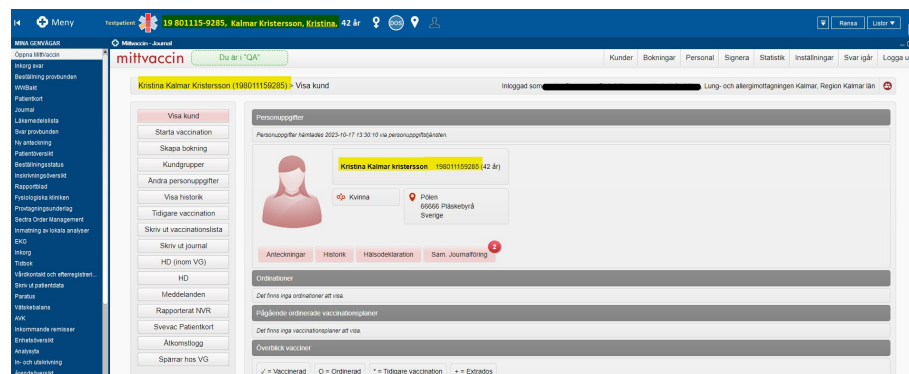 Meny
Testpatient 19 801115-9285, Kalmar Kristersson, Kristina, 42 år
Rensa
Listor
MINA GENVÄGAR
Mittvaccin - Journal
Öppna MittVaccin
Inkorg svar
Beställning provbunden
WWBakt
Patientkort
Journal
Läkemedelslista
Svar provbunden
Ny anteckning
Patientöversikt
Beställningsstatus
Inskrivningsöversikt
Rapportblad
Fysiologiska kliniken
Provtagningsunderlag
Sectra Order Management
Inmatning av lokala analyser
EKG
Inkorg
Tidbok
Vårdkontakt och efterregistreri...
Skriv ut patientdata
Paratus
Vätskebalans
AVK
Inkommande remisser
Enhetsöversikt
Analysyta
In- och utskrivning
Ärendeöversikt
mittvaccin
Du är i "QA"
Kunder Bokningar Personal Signera Statistik Inställningar Svar igår Logga u
Kristina Kalmar Kristersson (198011159285) > Visa kund
Inloggad som
Lung- och allergimottagningen Kalmar, Region Kalmar län
Visa kund
Starta vaccination
Skapa bokning
Kundgrupper
Ändra personuppgifter
Visa historik
Tidigare vaccination
Skriv ut vaccinationslista
Skriv ut journal
HD (inom VG)
HD
Meddelanden
Rapporterat NVR
Svevac Patientkort
Åtkomstlogg
Spärrar hos VG
Personuppgifter
Personuppgifter hämtades 2023-10-17 13:30:10 via personuppgiftstjänsten.
Kristina Kalmar kristersson 198011159285 (42 år)
Kvinna
Pölen
66666 Pläskebyrå
Sverige
Anteckningar Historik Hälsodeklaration Sam. Journalföring 2
Ordinationer
Det finns inga ordinationer att visa.
Pågående ordinerade vaccinationsplaner
Det finns inga vaccinationsplaner att visa.
Överblick vacciner
✓ = Vaccinerad O = Ordinerad * = Tidigare vaccination + = Extrados